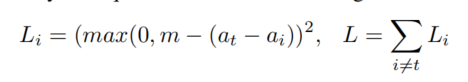 L_i = (max(0, m − (a_t − a_i))^2, L = ∑_{i≠t} L_i